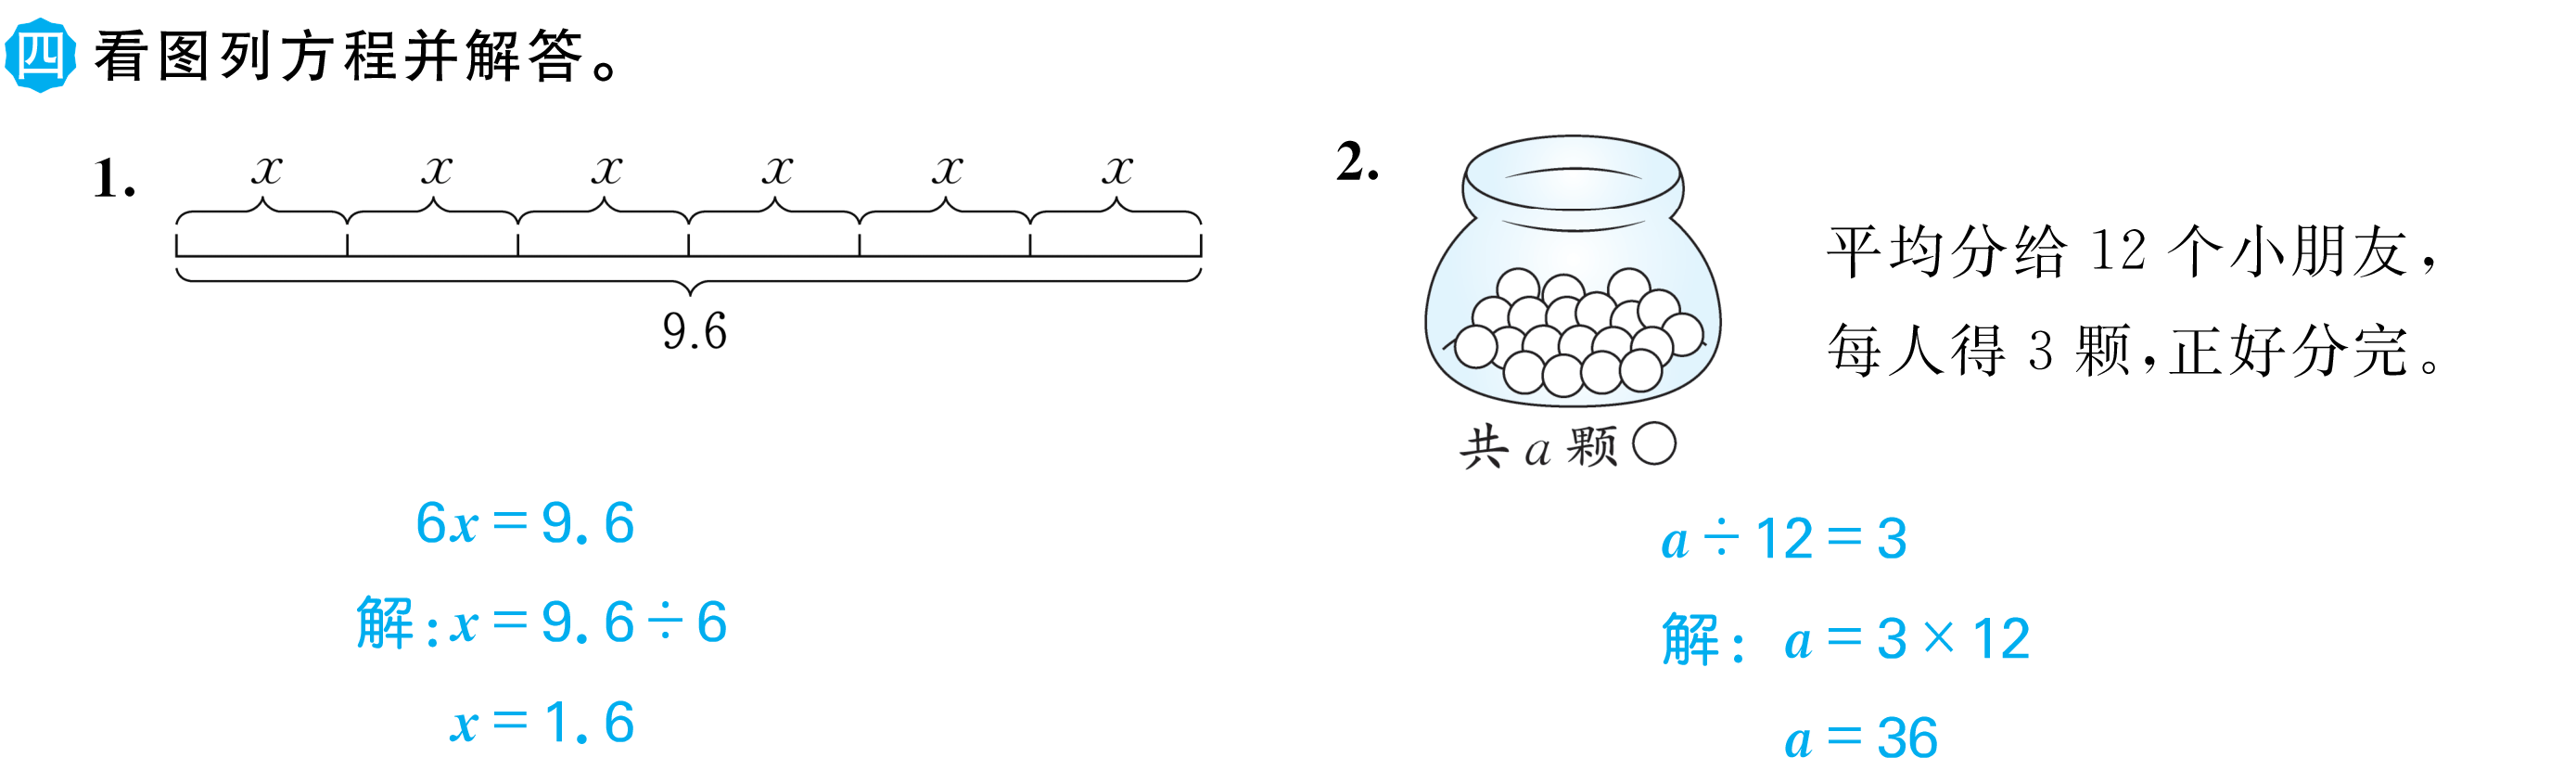 四 看图列方程并解答。
1.
x x x x x x
9.6
6x=9.6
解:x=9.6÷6
x=1.6
2.
平均分给 12 个小朋友，
每人得 3 颗，正好分完。
共 a 颗
a÷12=3
解: a=3×12
a=36